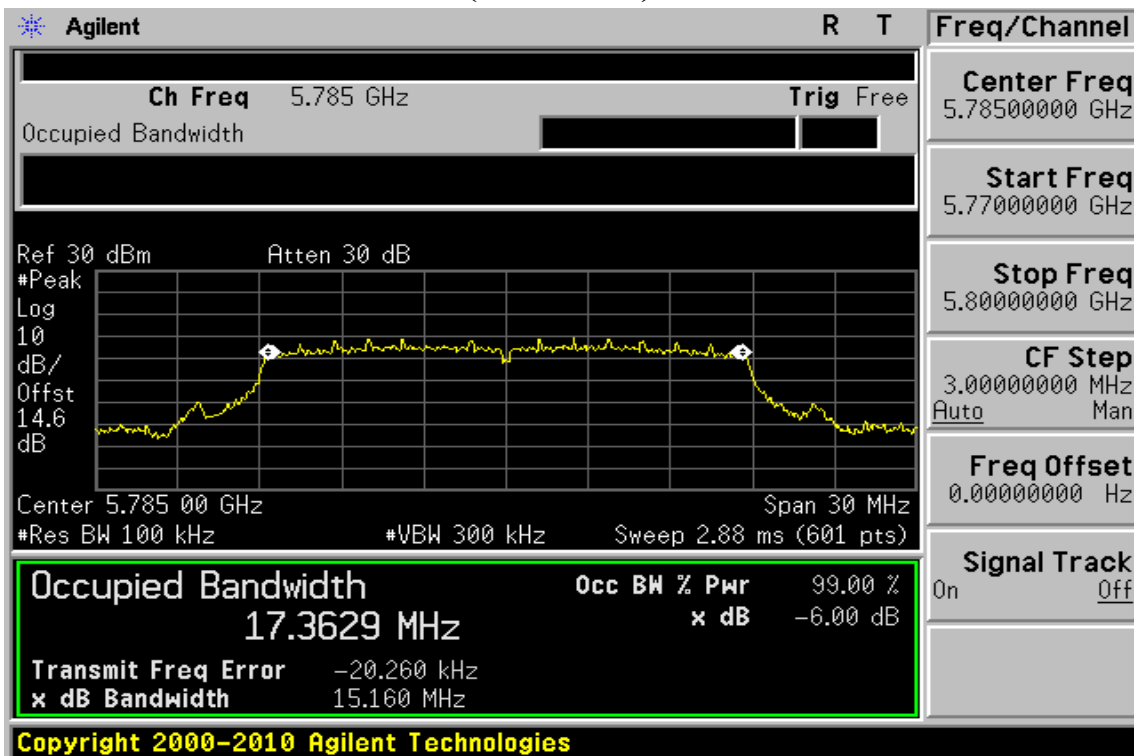 Agilent R T
Ch Freq 5.785 GHz Trig Free
Occupied Bandwidth
Ref 30 dBm Atten 30 dB
#Peak
Log
10
dB/
Offst
14.6
dB
Center 5.785 00 GHz Span 30 MHz
#Res BW 100 kHz #VBW 300 kHz Sweep 2.88 ms (601 pts)
Occupied Bandwidth
17.3629 MHz
Occ BW % Pwr 99.00 %
x dB -6.00 dB
Transmit Freq Error -20.260 kHz
x dB Bandwidth 15.160 MHz
Copyright 2000-2010 Agilent Technologies
Freq/Channel
Center Freq
5.78500000 GHz
Start Freq
5.77000000 GHz
Stop Freq
5.80000000 GHz
CF Step
3.00000000 MHz
Auto Man
Freq Offset
0.00000000 Hz
Signal Track
On Off